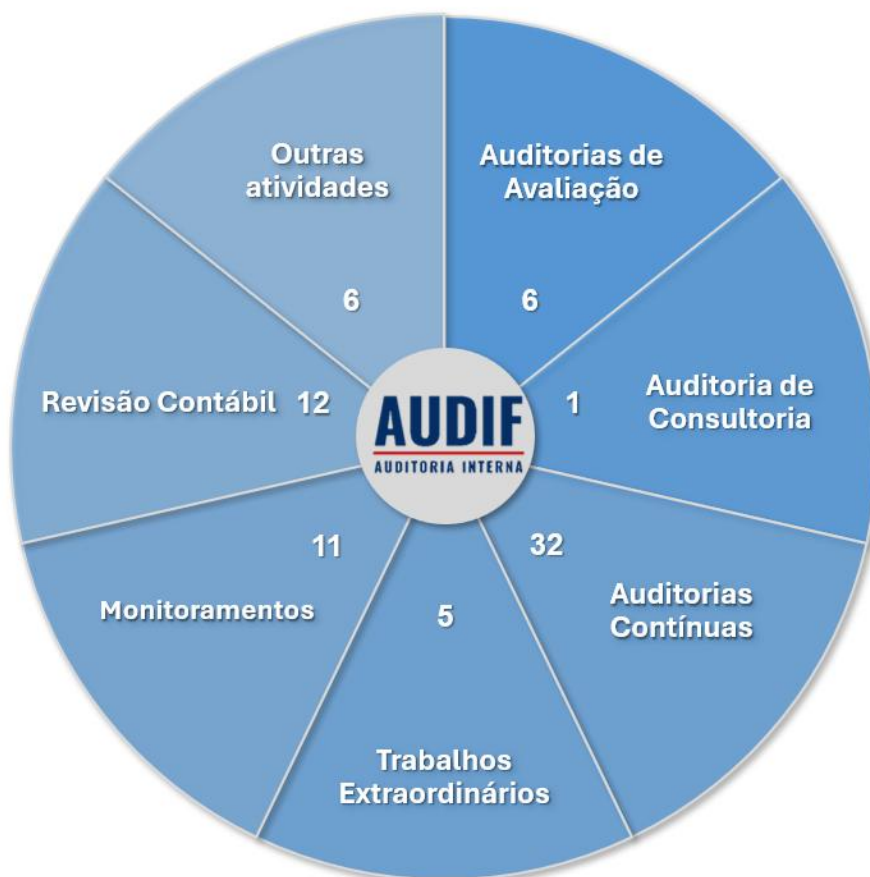 Outras
atividades
6
Auditorias de
Avaliação
6
Auditoria de
Consultoria
1
Auditorias
Contínuas
32
Trabalhos
Extraordinários
5
Monitoramentos
11
Revisão Contábil
12
AUDIF
AUDITORIA INTERNA